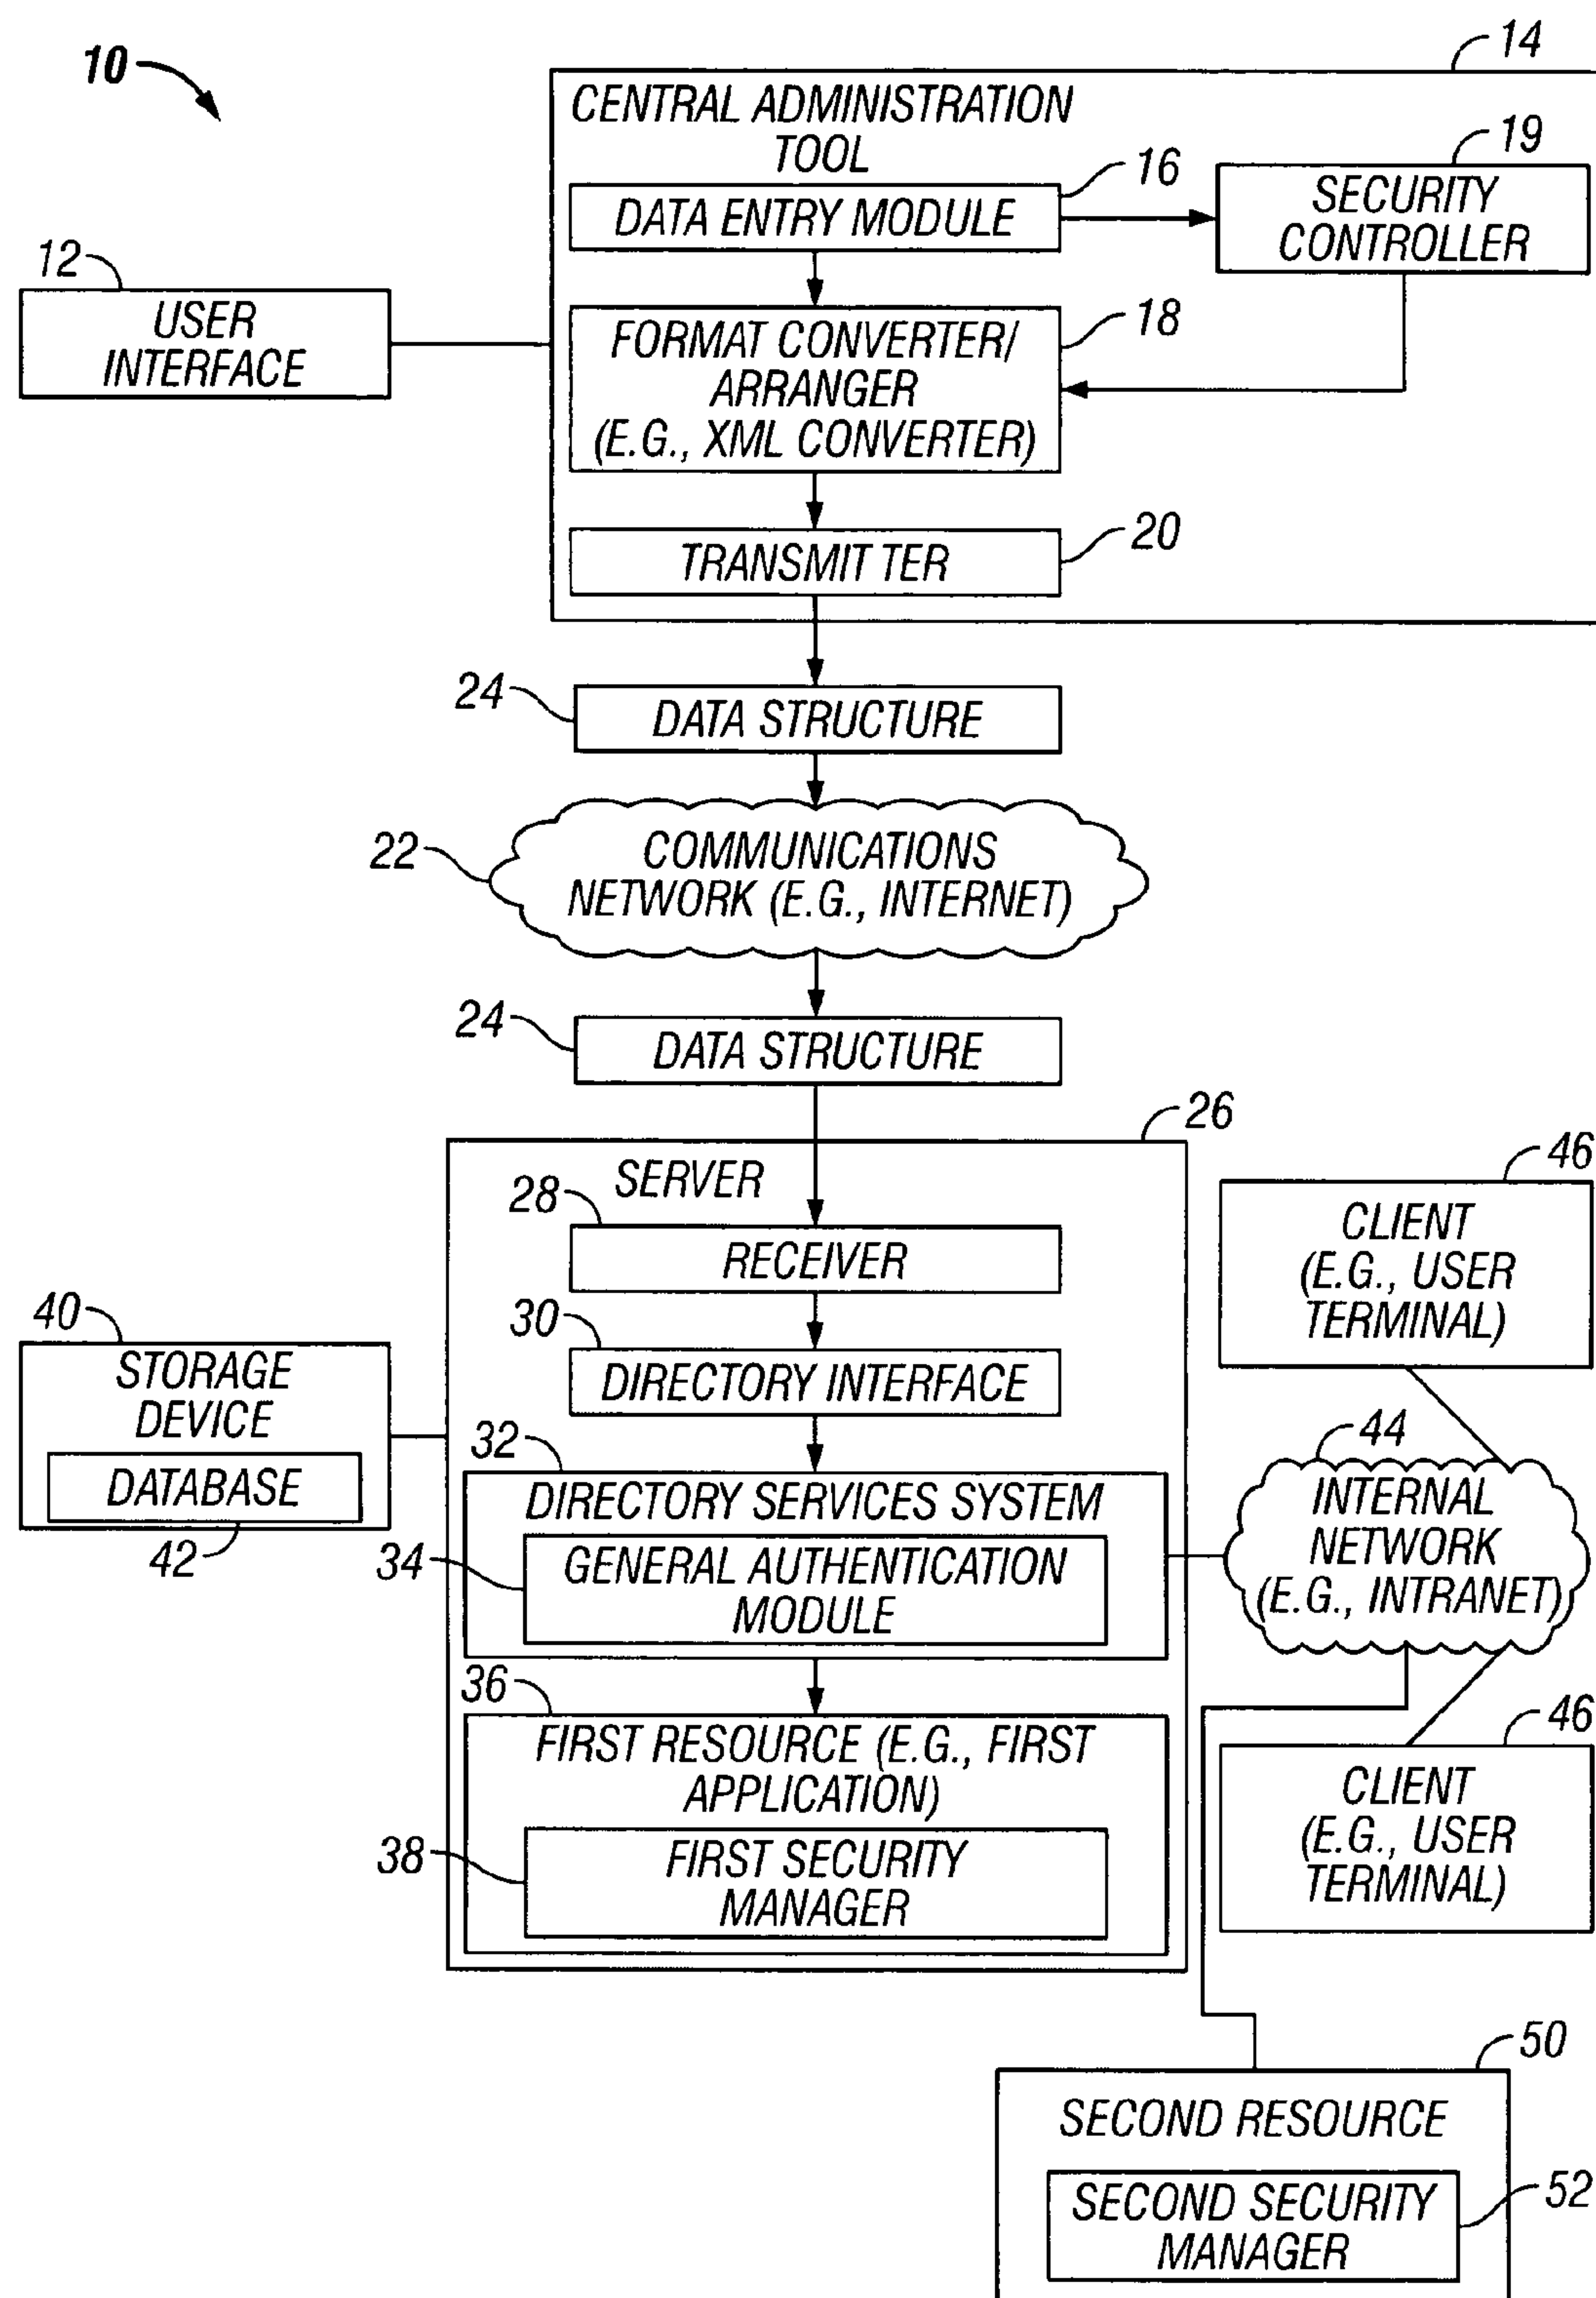 10
14
CENTRAL ADMINISTRATION
TOOL
16
19
DATA ENTRY MODULE
SECURITY
CONTROLLER
12
USER
INTERFACE
18
FORMAT CONVERTER/
ARRANGER
(E.G., XML CONVERTER)
20
TRANSMIT TER
24
DATA STRUCTURE
22
COMMUNICATIONS
NETWORK (E.G., INTERNET)
24
DATA STRUCTURE
26
SERVER
28
RECEIVER
30
DIRECTORY INTERFACE
46
CLIENT
(E.G., USER
TERMINAL)
40
STORAGE
DEVICE
DATABASE
42
32
DIRECTORY SERVICES SYSTEM
34
GENERAL AUTHENTICATION
MODULE
44
INTERNAL
NETWORK
(E.G., INTRANET)
36
FIRST RESOURCE (E.G., FIRST
APPLICATION)
38
FIRST SECURITY
MANAGER
46
CLIENT
(E.G., USER
TERMINAL)
50
SECOND RESOURCE
52
SECOND SECURITY
MANAGER